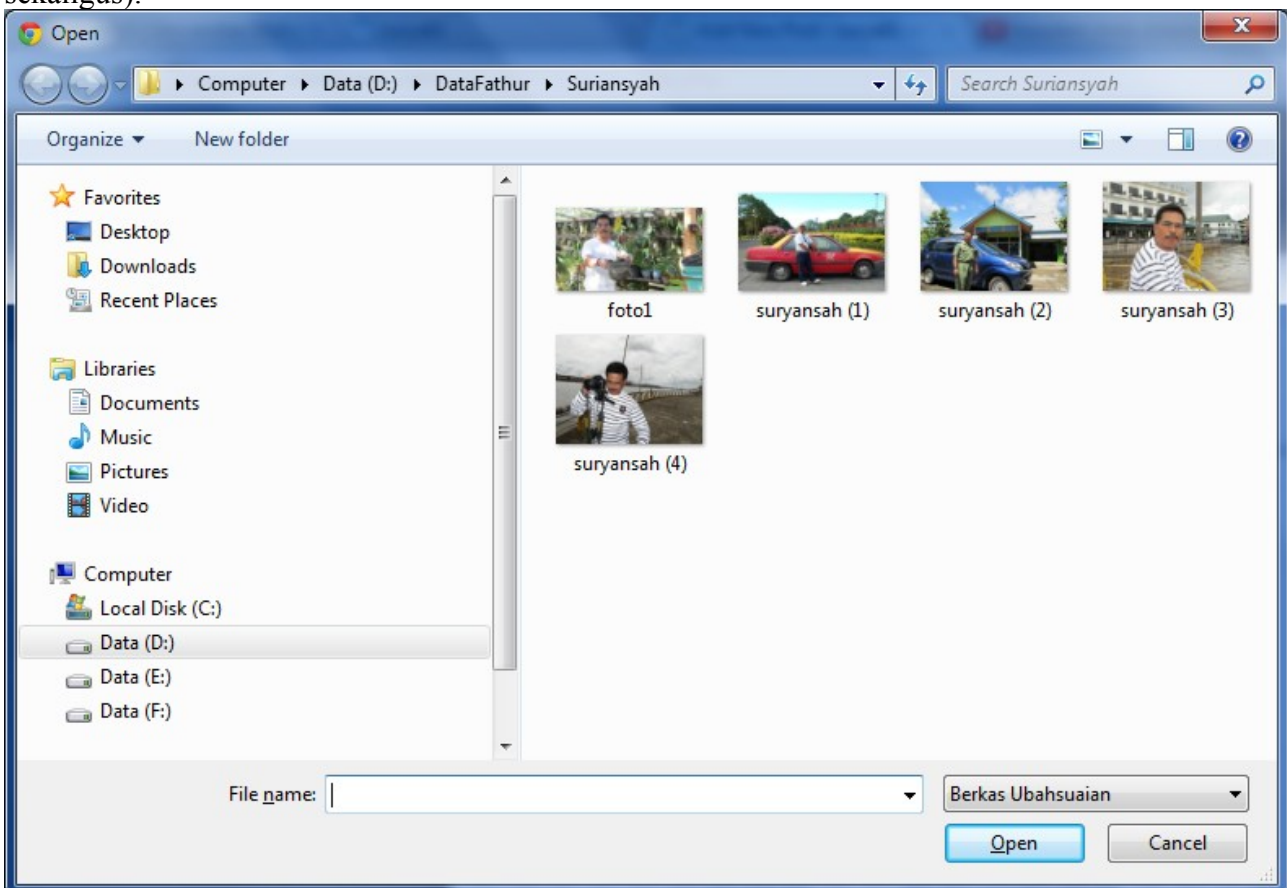 sekaligus).
Open
Computer ▸ Data (D:) ▸ DataFathur ▸ Suriansyah
Search Suriansyah
Organize
New folder
Favorites
Desktop
Downloads
Recent Places
Libraries
Documents
Music
Pictures
Video
Computer
Local Disk (C:)
Data (D:)
Data (E:)
Data (F:)
foto1
suryansah (1)
suryansah (2)
suryansah (3)
suryansah (4)
File name:
Berkas Ubahsuaian
Open
Cancel